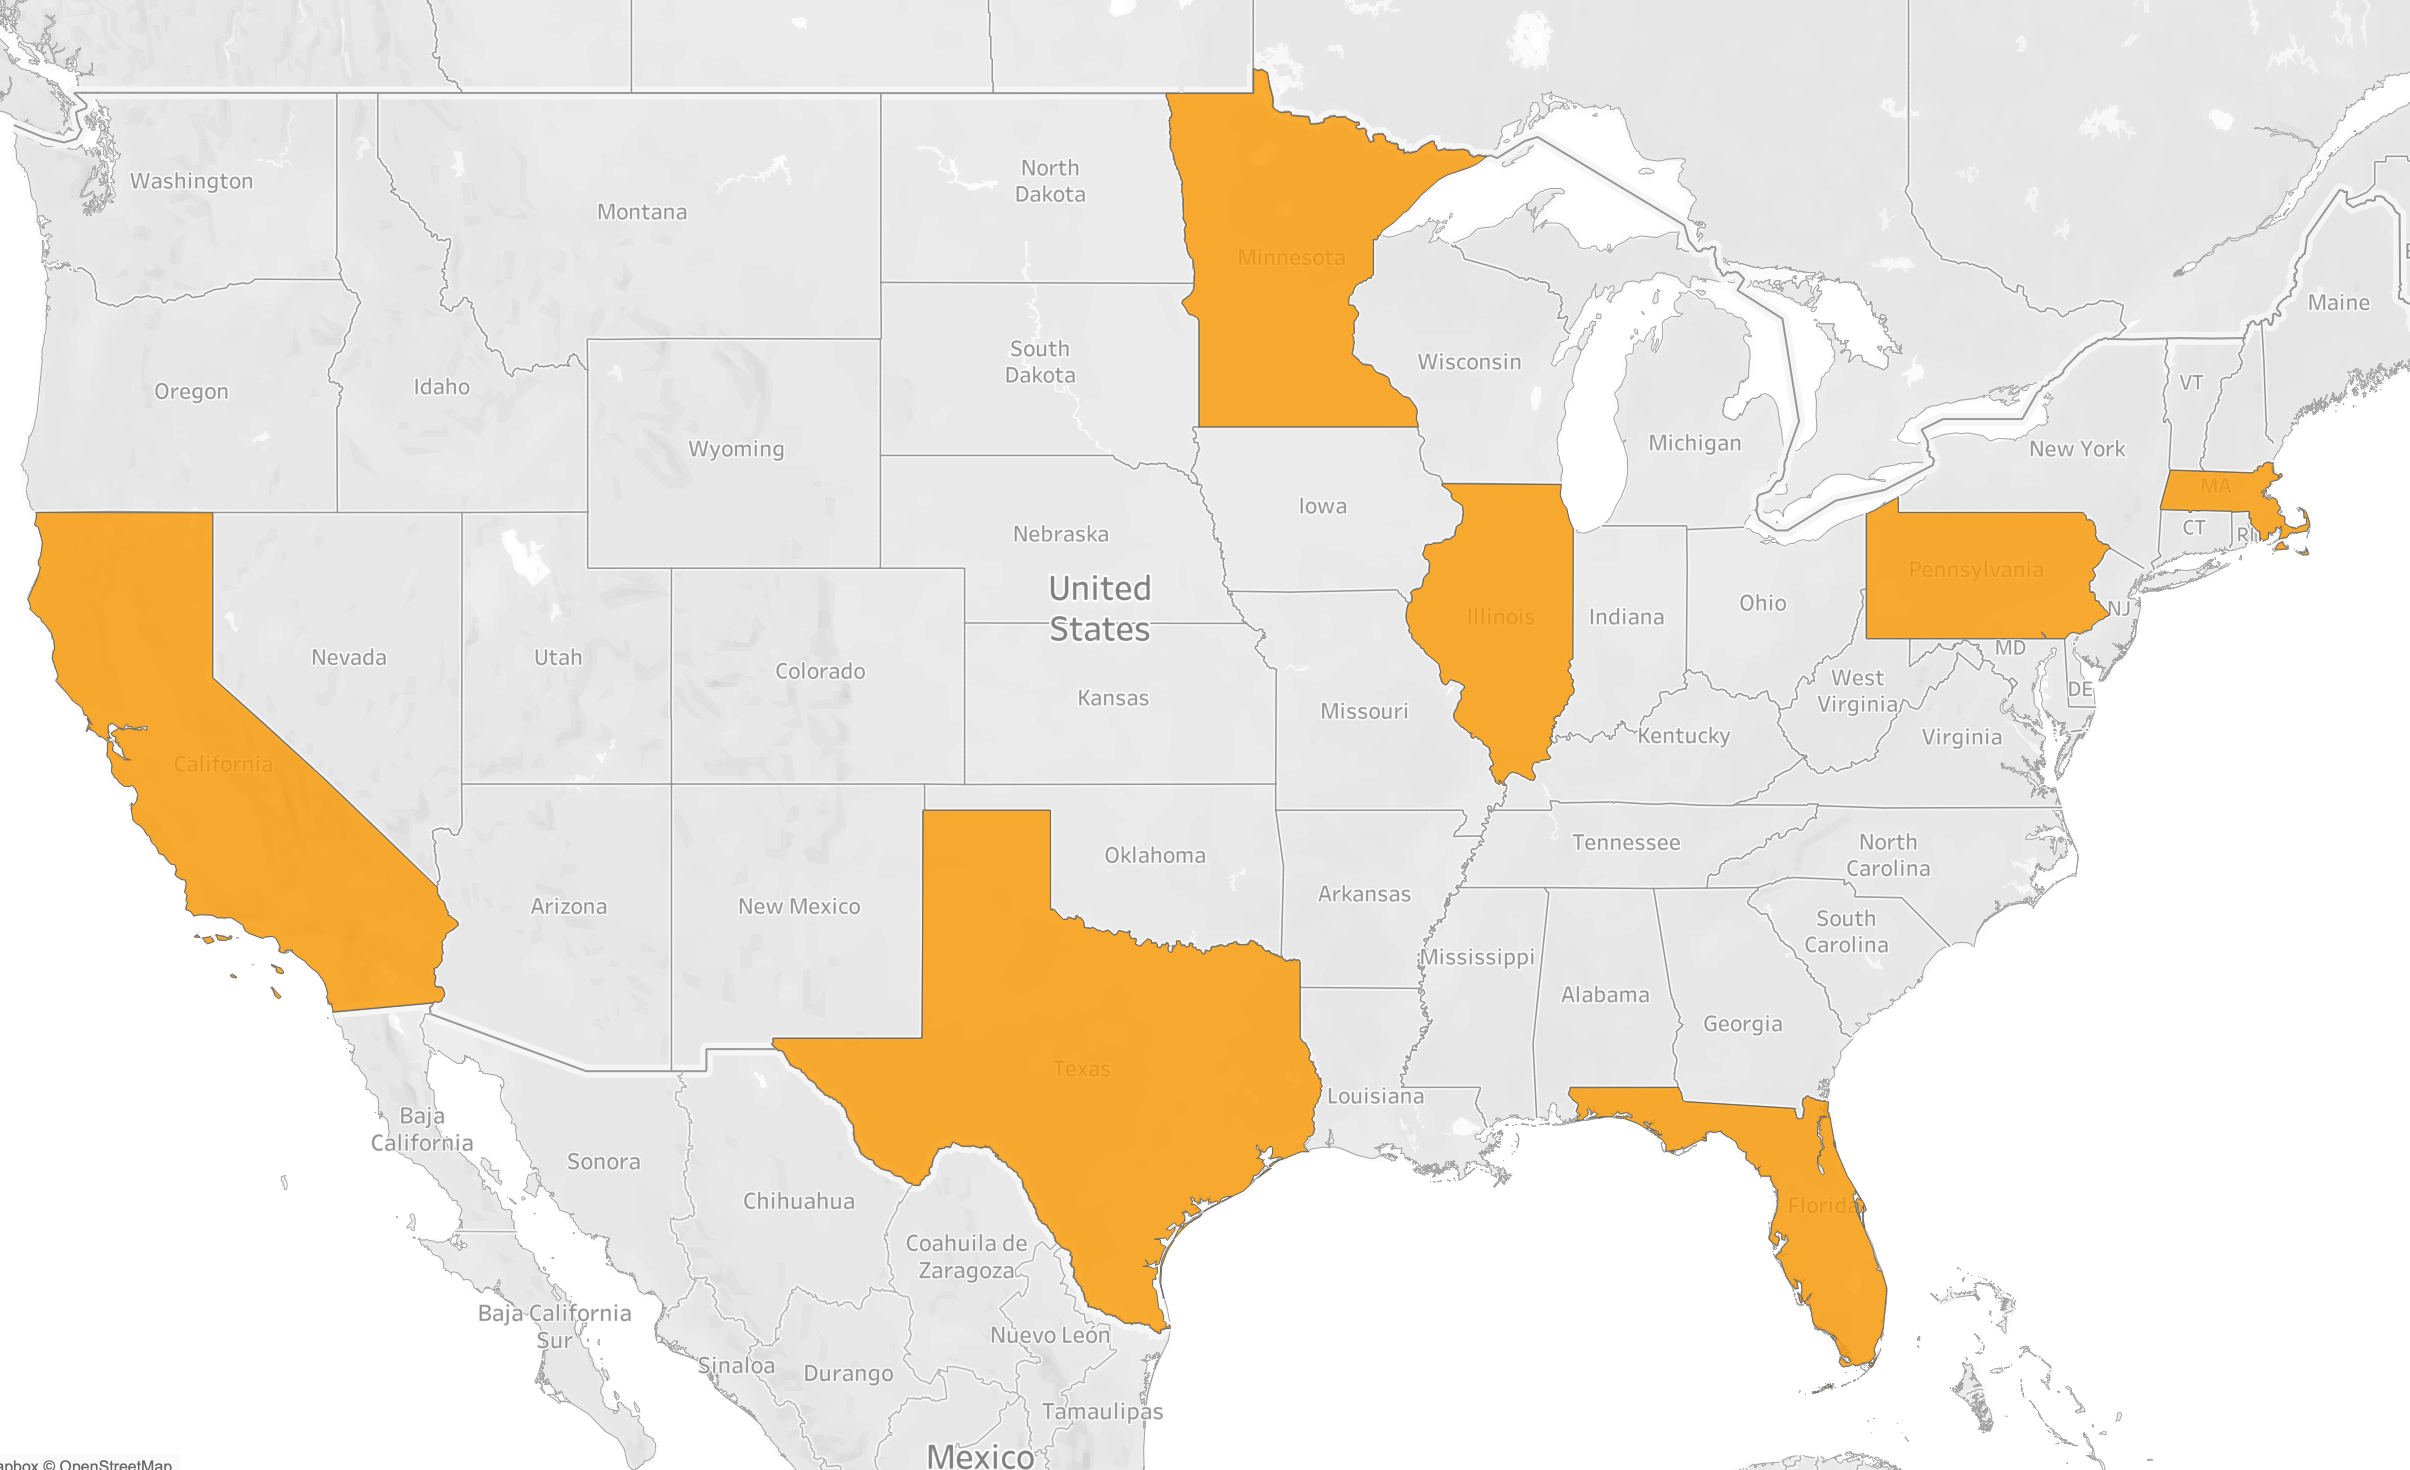 Washington
Montana
North
Dakota
Minnesota
Maine
Oregon
Idaho
South
Dakota
Wisconsin
VT
Wyoming
Michigan
New York
MA
Iowa
CT
RI
Nebraska
Pennsylvania
United
States
Illinois
Indiana
Ohio
NJ
Nevada
Utah
Colorado
Kansas
Missouri
MD
West
Virginia
DE
Kentucky
Virginia
California
Oklahoma
Tennessee
North
Carolina
Arizona
New Mexico
Arkansas
South
Carolina
Mississippi
Alabama
Georgia
Texas
Louisiana
Baja
California
Sonora
Chihuahua
Florida
Coahuila de
Zaragoza
Baja California
Sur
Nuevo León
Sinaloa
Durango
Tamaulipas
Mexico
© OpenStreetMap